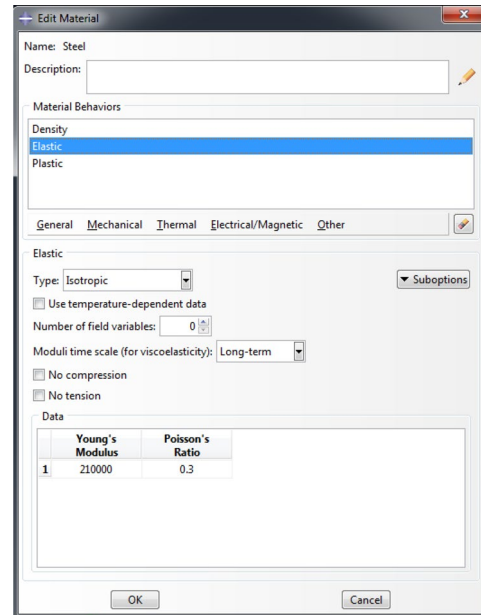 Edit Material
Name: Steel
Description:
Material Behaviors
Density
Elastic
Plastic
General Mechanical Thermal Electrical/Magnetic Other
Elastic
Type: Isotropic
Suboptions
Use temperature-dependent data
Number of field variables: 0
Moduli time scale (for viscoelasticity): Long-term
No compression
No tension
Data
Young's Poisson's
Modulus Ratio
1 210000 0.3
OK Cancel